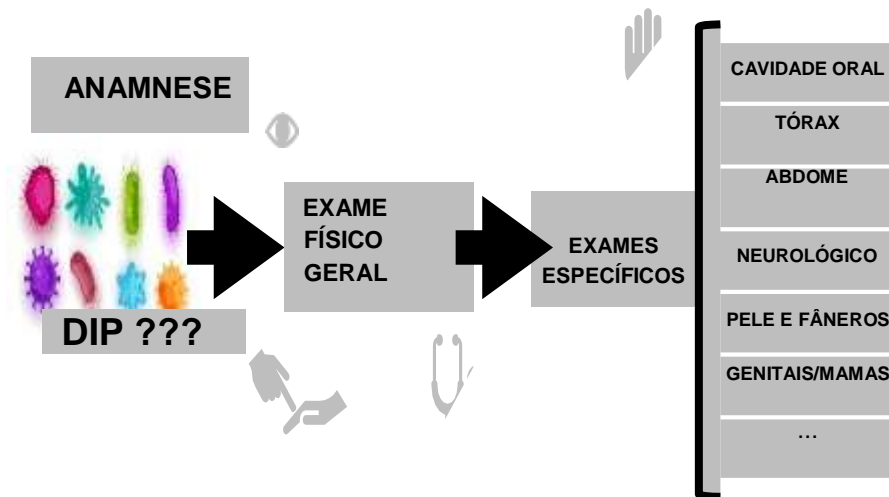 ANAMNESE
DIP ???
EXAME
FÍSICO
GERAL
EXAMES
ESPECÍFICOS
CAVIDADE ORAL
TÓRAX
ABDOME
NEUROLÓGICO
PELE E FÂNEROS
GENITAIS/MAMAS
...